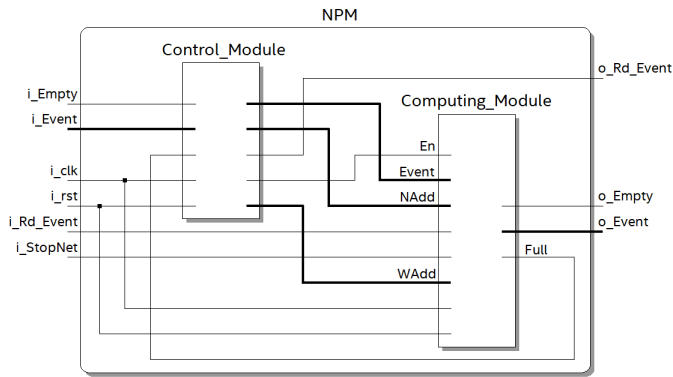 NPM
Control_Module
o_Rd_Event
i_Empty
Computing_Module
i_Event
En
i_clk
Event
i_rst
NAdd
o_Empty
i_Rd_Event
o_Event
i_StopNet
Full
WAdd